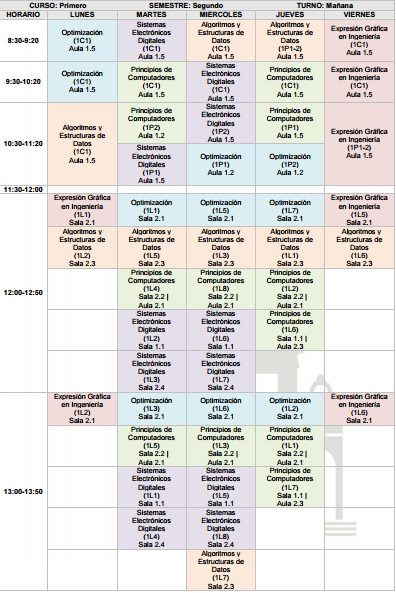 CURSO: Primero SEMESTRE: Segundo TURNO: Mañana
HORARIO LUNES MARTES MIÉRCOLES JUEVES VIERNES
8:30-9:20
Optimización
(1C1)
Aula 1.5
Sistemas
Electrónicos
Digitales
(1C1)
Aula 1.5
Algoritmos y
Estructuras de
Datos
(1C1)
Aula 1.5
Algoritmos y
Estructuras de
Datos
(1P1-2)
Aula 1.5
Expresión Gráfica
en Ingeniería
(1C1)
Aula 1.5
9:30-10:20
Optimización
(1C1)
Aula 1.5
Principios de
Computadores
(1C1)
Aula 1.5
Sistemas
Electrónicos
Digitales
(1C1)
Aula 1.5
Principios de
Computadores
(1C1)
Aula 1.5
Expresión Gráfica
en Ingeniería
(1C1)
Aula 1.5
10:30-11:20
Algoritmos y
Estructuras de
Datos
(1C1)
Aula 1.5
Principios de
Computadores
(1P2)
Aula 1.2
Sistemas
Electrónicos
Digitales
(1P1)
Aula 1.5
Sistemas
Electrónicos
Digitales
(1P2)
Aula 1.5
Optimización
(1P1)
Aula 1.2
Principios de
Computadores
(1P1)
Aula 1.5
Optimización
(1P2)
Aula 1.2
Expresión Gráfica
en Ingeniería
(1P1-2)
Aula 1.5
11:30-12:00
12:00-12:50
Expresión Gráfica
en Ingeniería
(1L1)
Sala 2.1
Optimización
(1L1)
Sala 2.1
Optimización
(1L5)
Sala 2.1
Optimización
(1L7)
Sala 2.1
Expresión Gráfica
en Ingeniería
(1L5)
Sala 2.1
Algoritmos y
Estructuras de
Datos
(1L2)
Sala 2.3
Algoritmos y
Estructuras de
Datos
(1L5)
Sala 2.3
Algoritmos y
Estructuras de
Datos
(1L3)
Sala 2.3
Algoritmos y
Estructuras de
Datos
(1L1)
Sala 2.3
Algoritmos y
Estructuras de
Datos
(1L6)
Sala 2.3
Principios de
Computadores
(1L4)
Sala 2.2 |
Aula 2.1
Principios de
Computadores
(1L8)
Sala 2.2 |
Aula 2.1
Principios de
Computadores
(1L2)
Sala 2.2 |
Aula 2.1
Sistemas
Electrónicos
Digitales
(1L2)
Sala 1.1
Sistemas
Electrónicos
Digitales
(1L6)
Sala 1.1
Principios de
Computadores
(1L6)
Sala 1.1 |
Aula 2.3
Sistemas
Electrónicos
Digitales
(1L3)
Sala 2.4
Sistemas
Electrónicos
Digitales
(1L7)
Sala 2.4
13:00-13:50
Expresión Gráfica
en Ingeniería
(1L2)
Sala 2.1
Optimización
(1L3)
Sala 2.1
Optimización
(1L6)
Sala 2.1
Optimización
(1L2)
Sala 2.1
Expresión Gráfica
en Ingeniería
(1L6)
Sala 2.1
Principios de
Computadores
(1L5)
Sala 2.2 |
Aula 2.1
Principios de
Computadores
(1L3)
Sala 2.2 |
Aula 2.1
Principios de
Computadores
(1L1)
Sala 2.2 |
Aula 2.1
Sistemas
Electrónicos
Digitales
(1L1)
Sala 1.1
Sistemas
Electrónicos
Digitales
(1L5)
Sala 1.1
Principios de
Computadores
(1L7)
Sala 1.1 |
Aula 2.3
Sistemas
Electrónicos
Digitales
(1L4)
Sala 2.4
Sistemas
Electrónicos
Digitales
(1L8)
Sala 2.4
Algoritmos y
Estructuras de
Datos
(1L7)
Sala 2.3